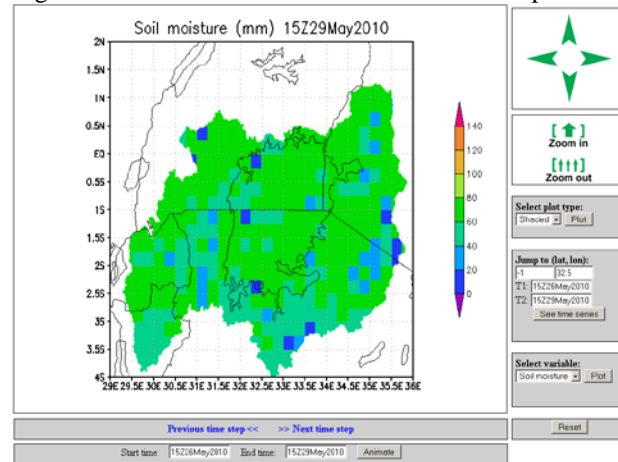 Soil moisture (mm) 15Z29May2010
2N
1.5N
1N
0.5N
EQ
0.5S
1S
1.5S
2S
2.5S
3S
3.5S
4S
29E 29.5E 30E 30.5E 31E 31.5E 32E 32.5E 33E 33.5E 34E 34.5E 35E 35.5E 36E
140
120
100
80
60
40
20
0
Zoom in
Zoom out
Select plot type:
Shaded Plot
Jump to (lat, lon):
-1 32.5
T1: 15Z26May2010
T2: 15Z29May2010
See time series
Select variable:
Soil moisture Plot
Reset
Previous time step << >> Next time step
Start time: 15Z26May2010 End time: 15Z29May2010 Animate